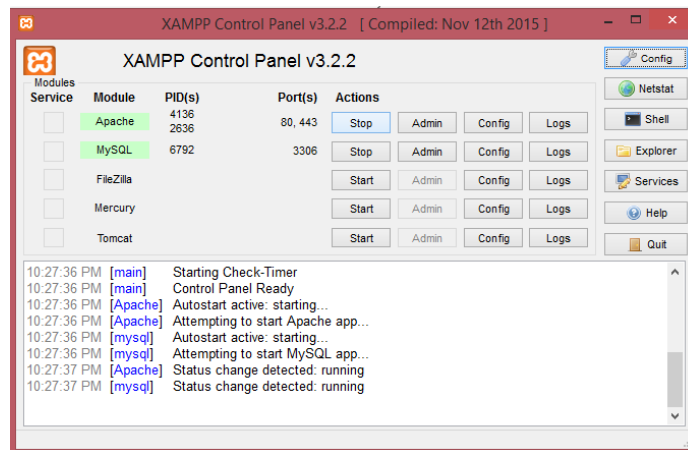 XAMPP Control Panel v3.2.2 [ Compiled: Nov 12th 2015 ]
XAMPP Control Panel v3.2.2
Config
Modules
Service Module PID(s) Port(s) Actions
Netstat
Apache 4136 2636 80, 443 Stop Admin Config Logs
Shell
MySQL 6792 3306 Stop Admin Config Logs
Explorer
FileZilla Start Admin Config Logs
Services
Mercury Start Admin Config Logs
Help
Tomcat Start Admin Config Logs
Quit
10:27:36 PM [main] Starting Check-Timer
10:27:36 PM [main] Control Panel Ready
10:27:36 PM [Apache] Autostart active: starting...
10:27:36 PM [Apache] Attempting to start Apache app...
10:27:36 PM [mysql] Autostart active: starting...
10:27:36 PM [mysql] Attempting to start MySQL app...
10:27:37 PM [Apache] Status change detected: running
10:27:37 PM [mysql] Status change detected: running